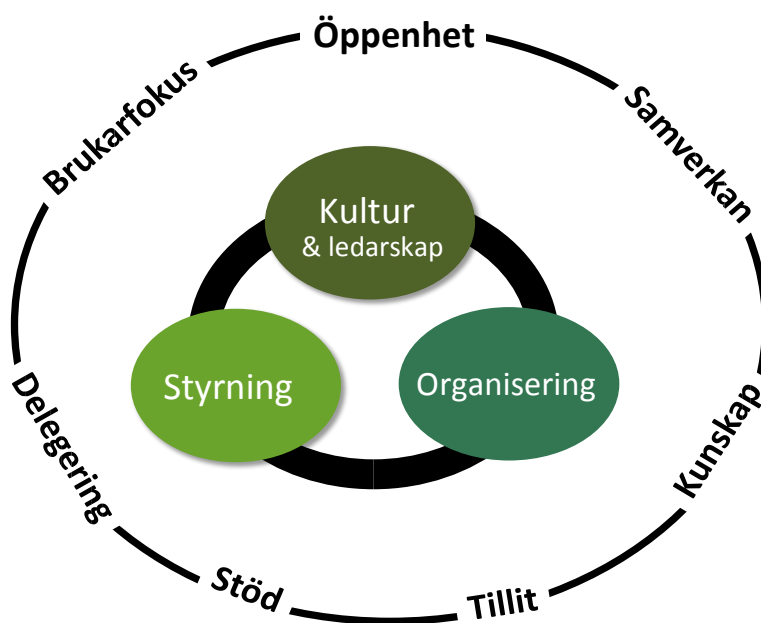 Öppenhet
Brukarfokus
Samverkan
Kultur
& ledarskap
Styrning
Organisering
Delegering
Kunskap
Stöd
Tillit